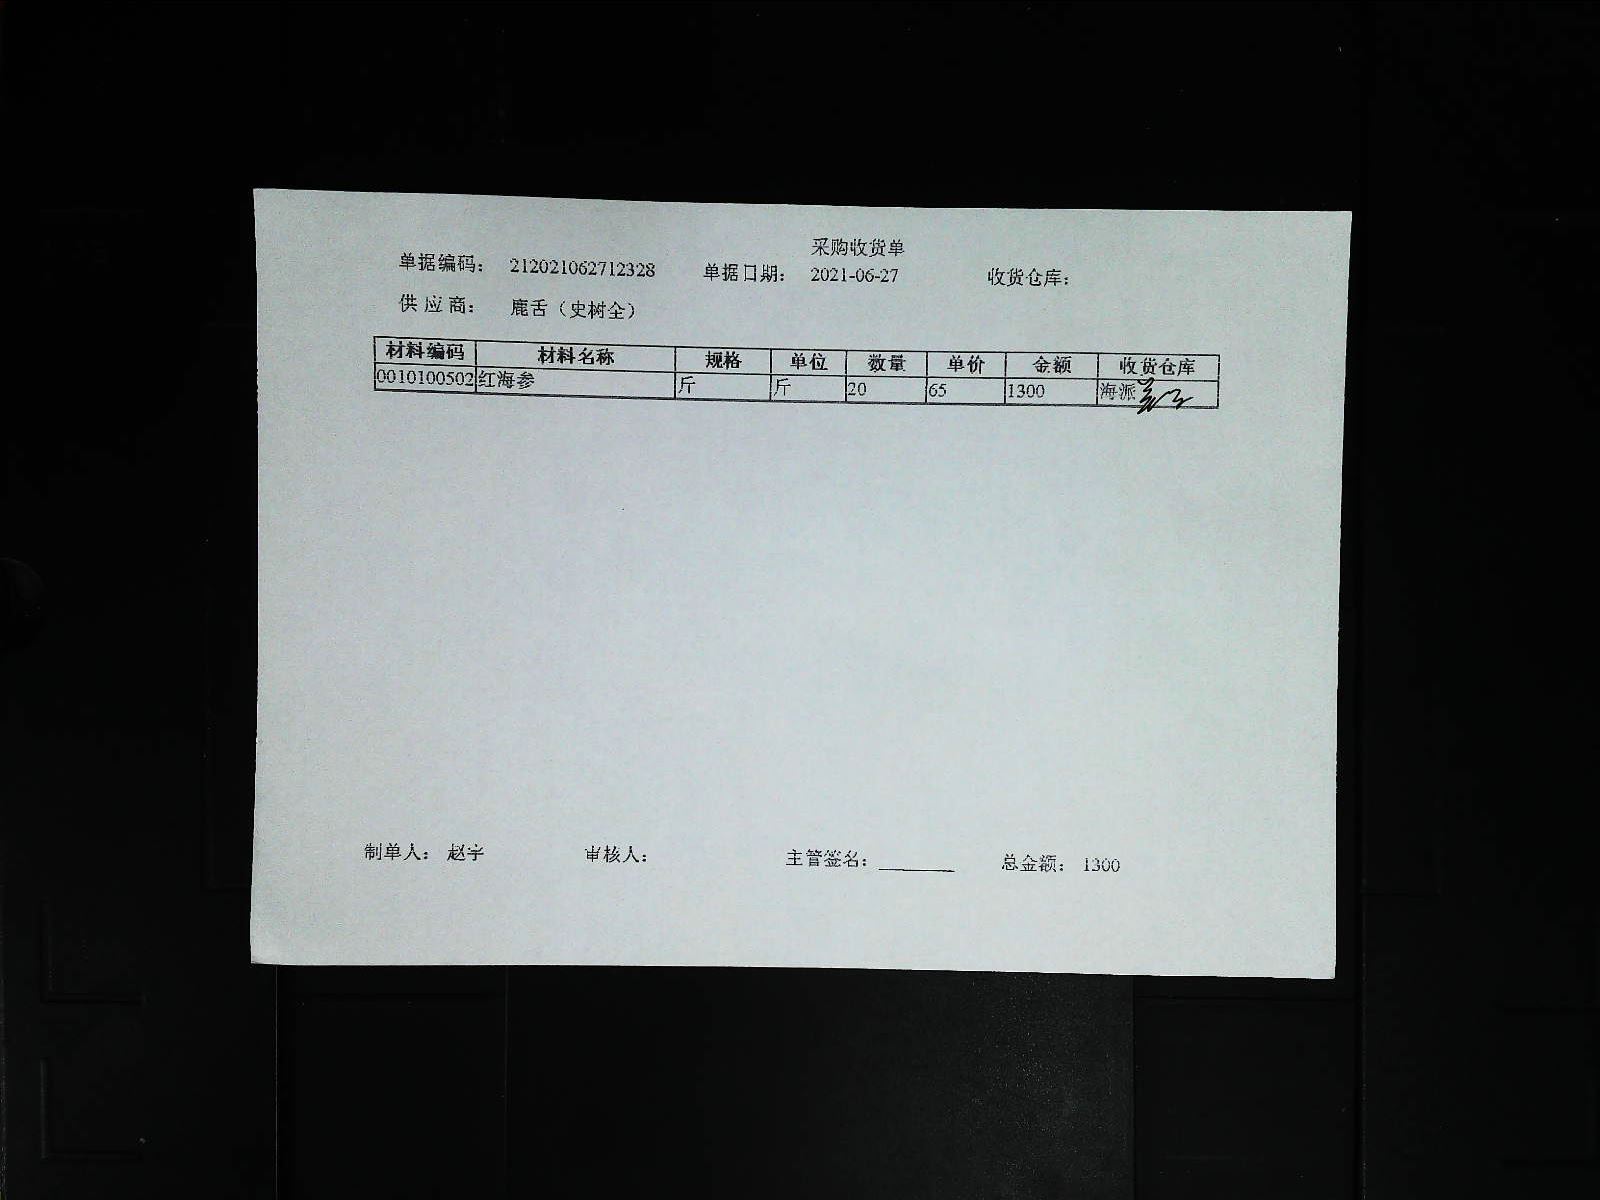 采购收货单
单据编码： 212021062712328 单据日期： 2021-06-27 收货仓库：
供 应 商： 鹿舌（史树全）
材料编码 材料名称 规格 单位 数量 单价 金额 收货仓库
0010100502 红海参 斤 斤 20 65 1300 海派
制单人： 赵宇 审核人： 主管签名： 总金额： 1300